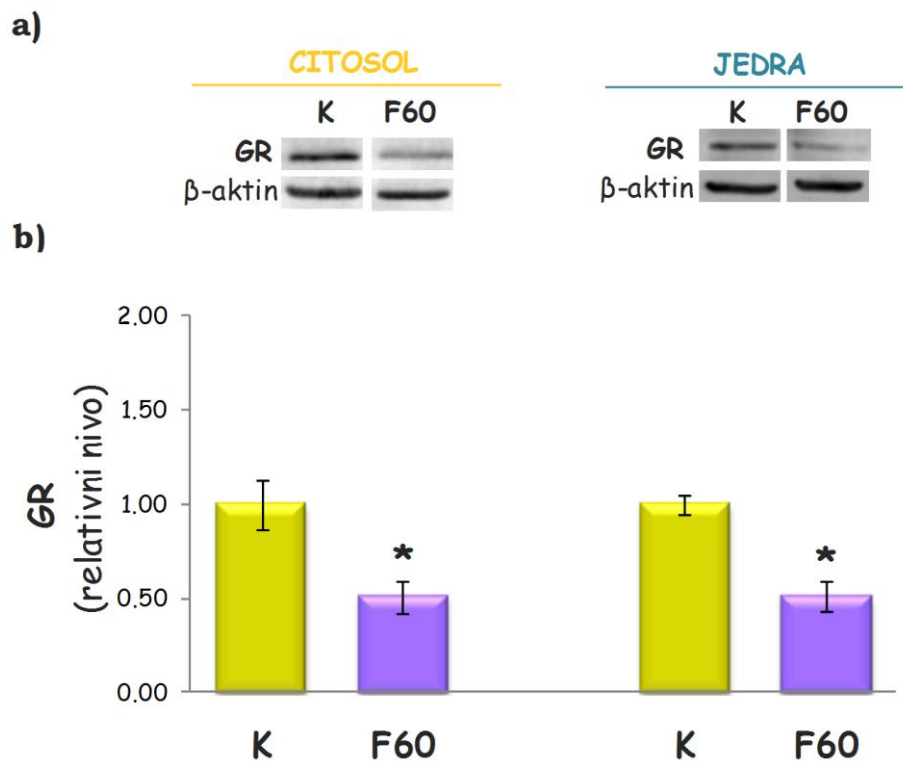 a)
CITOSOL JEDRA
K F60 K F60
GR GR
β-aktin β-aktin
b)
2.00
1.50
1.00
0.50
0.00
GR
(relativni nivo)
* *
K F60 K F60